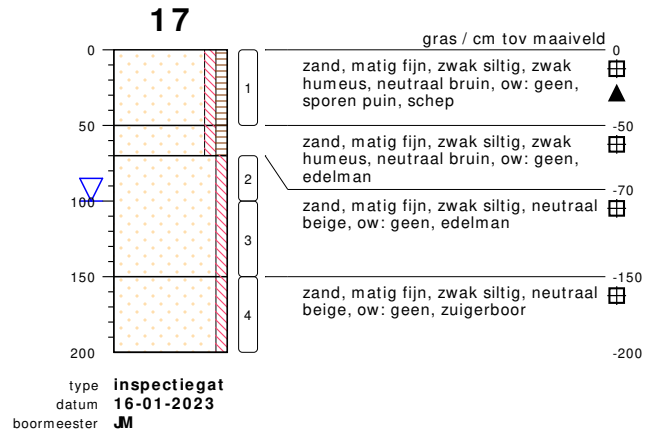 17
gras / cm tov maaiveld
0
0
zand, matig fijn, zwak siltig, zwak
humeus, neutraal bruin, ow: geen,
sporen puin, schep
1
50
-50
zand, matig fijn, zwak siltig, zwak
humeus, neutraal bruin, ow: geen,
edelman
2
-70
100
zand, matig fijn, zwak siltig, neutraal
beige, ow: geen, edelman
3
150
-150
zand, matig fijn, zwak siltig, neutraal
beige, ow: geen, zuigerboor
4
200
-200
type inspectiegat
datum 16-01-2023
boormeester JM